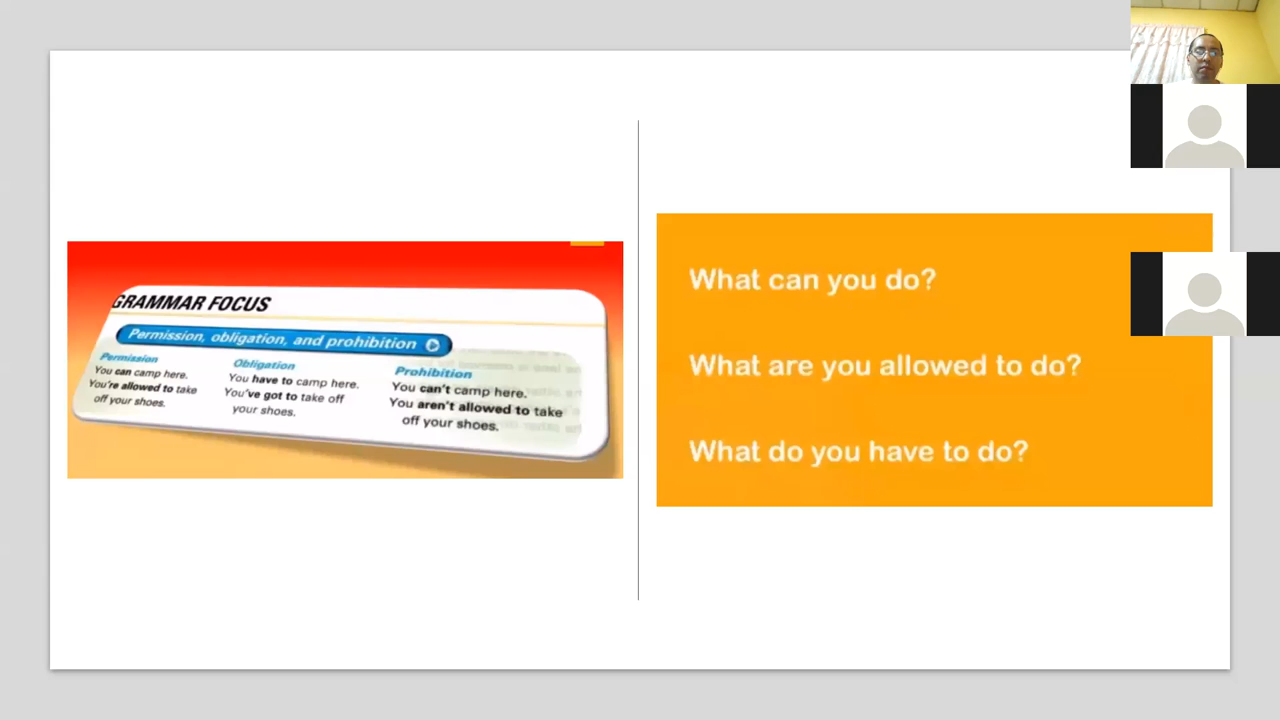 GRAMMAR FOCUS
Permission, obligation, and prohibition
Permission
You can camp here.
You're allowed to take
off your shoes.
Obligation
You have to camp here.
You've got to take off
your shoes.
Prohibition
You can't camp here.
You aren't allowed to take
off your shoes.
What can you do?
What are you allowed to do?
What do you have to do?